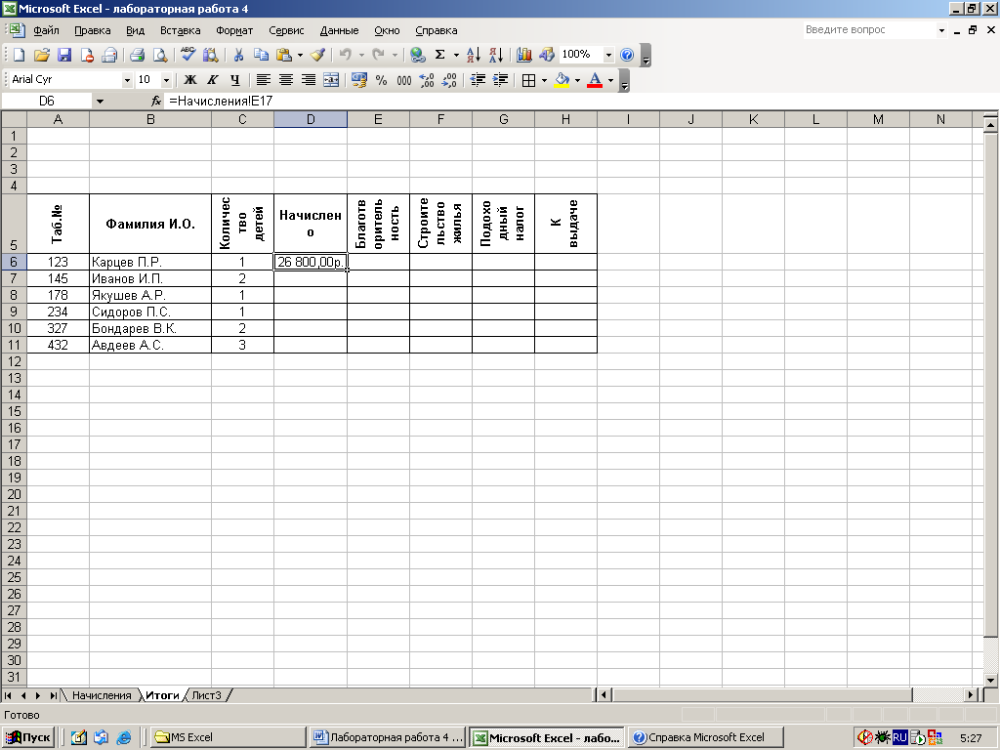 Microsoft Excel - лабораторная работа 4
Файл Правка Вид Вставка Формат Сервис Данные Окно Справка Введите вопрос
100%
Arial Cyr 10 Ж К Ч % 000
D6 fx =Начисления!E17
A B C D E F G H I J K L M N
1
2
3
4
5 Таб.№ Фамилия И.О. Количес тво детей Начислен о Благотв оритель ность Строите льство жилья Подохо дный налог К выдаче
6 123 Карцев П.Р. 1 26 800,00р.
7 145 Иванов И.П. 2
8 178 Якушев А.Р. 1
9 234 Сидоров П.С. 1
10 327 Бондарев В.К. 2
11 432 Авдеев А.С. 3
12
13
14
15
16
17
18
19
20
21
22
23
24
25
26
27
28
29
30
31
Начисления Итоги Лист3
Готово
Пуск MS Excel Лабораторная работа 4 ... Microsoft Excel - лабо... Справка Microsoft Excel RU 5:27